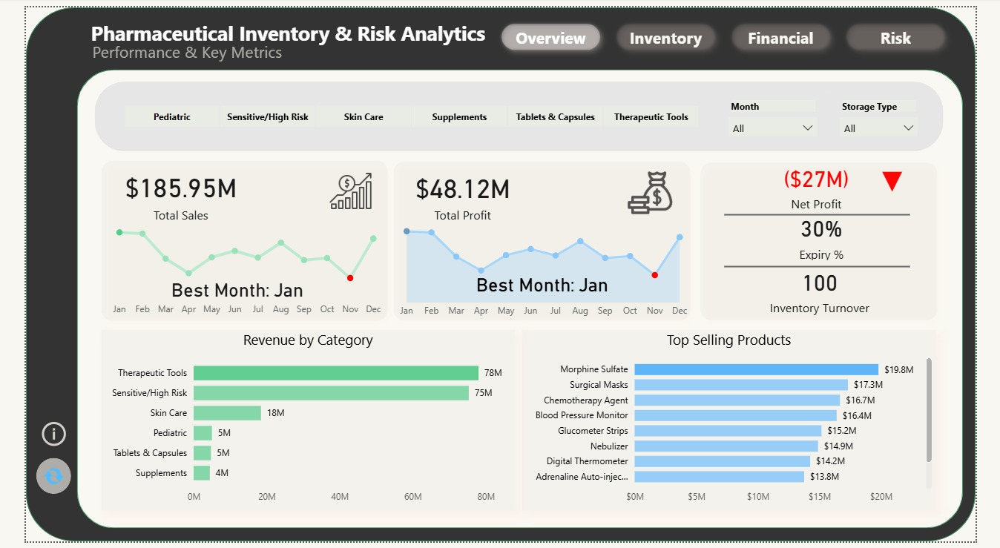 Pharmaceutical Inventory & Risk Analytics
Performance & Key Metrics
Overview
Inventory
Financial
Risk
Pediatric
Sensitive/High Risk
Skin Care
Supplements
Tablets & Capsules
Therapeutic Tools
Month
All
Storage Type
All
$185.95M
Total Sales
Best Month: Jan
Jan Feb Mar Apr May Jun Jul Aug Sep Oct Nov Dec
$48.12M
Total Profit
Best Month: Jan
Jan Feb Mar Apr May Jun Jul Aug Sep Oct Nov Dec
($27M)
Net Profit
30%
Expiry %
100
Inventory Turnover
Revenue by Category
Therapeutic Tools 78M
Sensitive/High Risk 75M
Skin Care 18M
Pediatric 5M
Tablets & Capsules 5M
Supplements 4M
0M 20M 40M 60M 80M
Top Selling Products
Morphine Sulfate $19.8M
Surgical Masks $17.3M
Chemotherapy Agent $16.7M
Blood Pressure Monitor $16.4M
Glucometer Strips $15.2M
Nebulizer $14.9M
Digital Thermometer $14.2M
Adrenaline Auto-injec... $13.8M
$0M $5M $10M $15M $20M